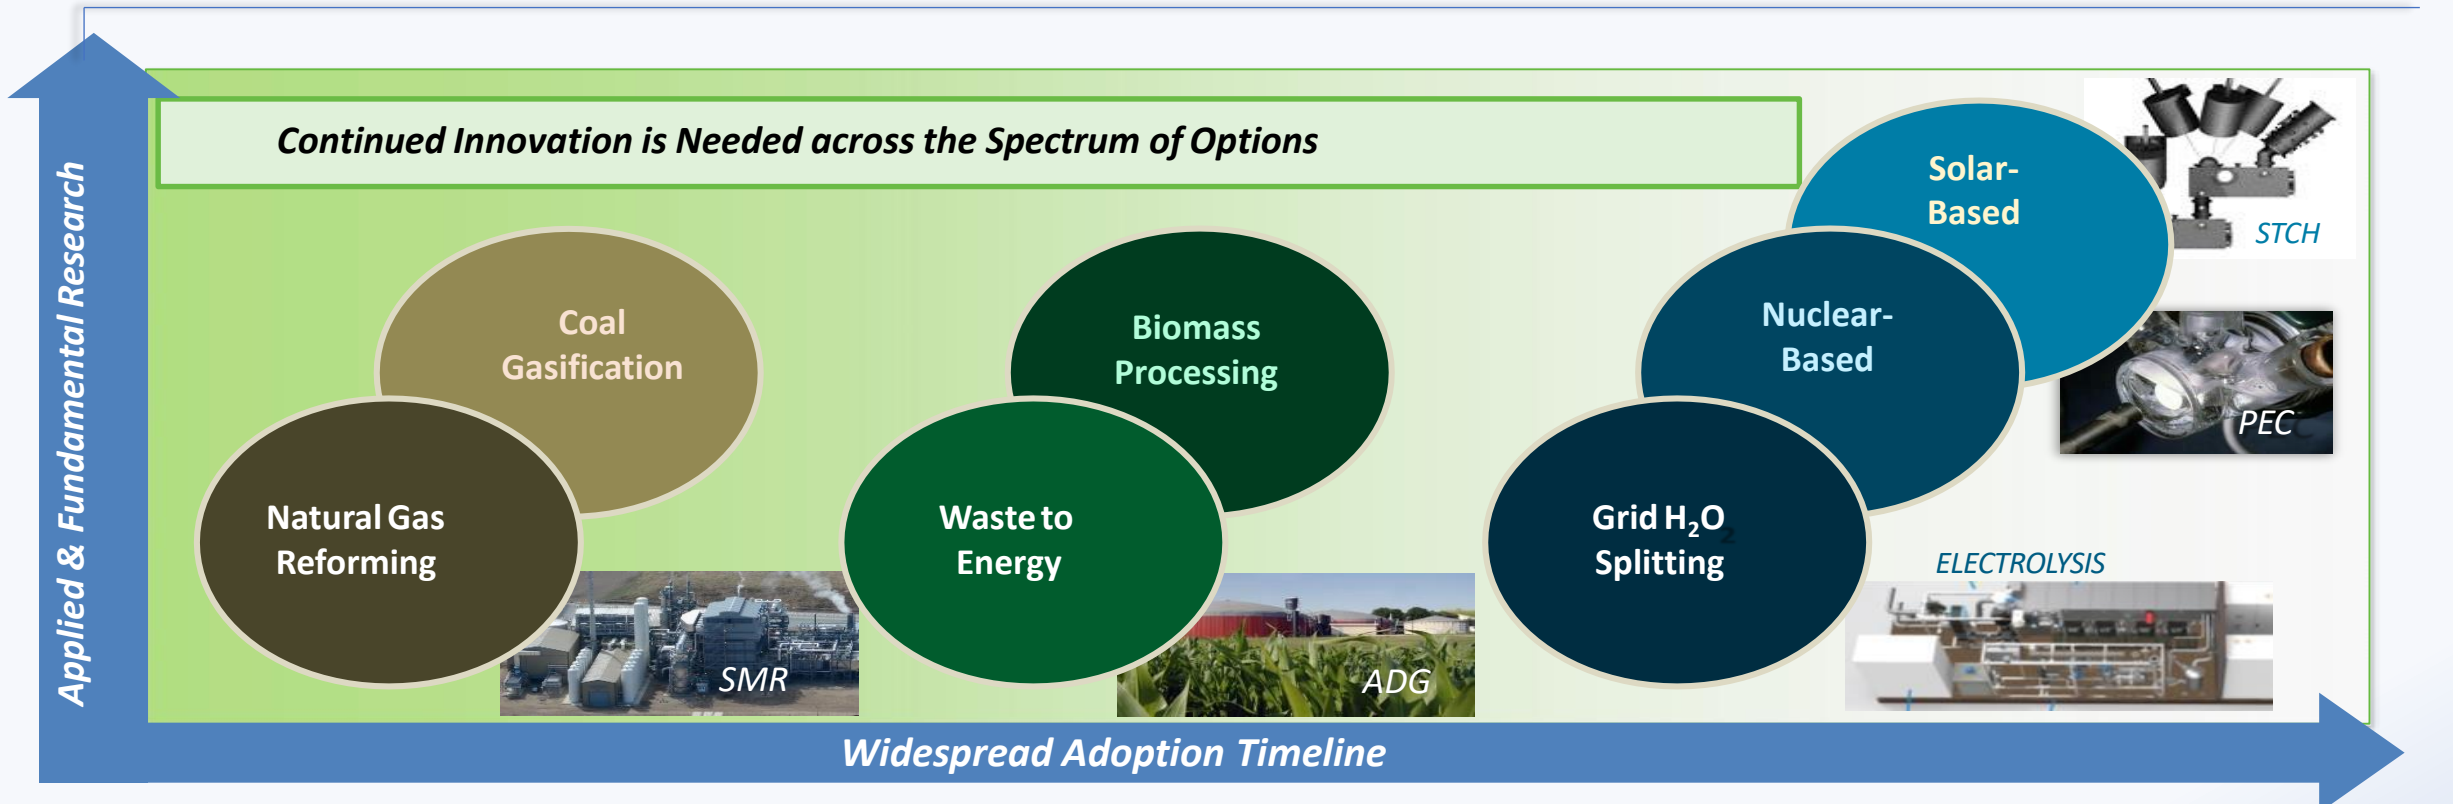 Continued Innovation is Needed across the Spectrum of Options
Applied & Fundamental Research
Solar-
Based
STCH
Nuclear-
Based
Coal
Gasification
Biomass
Processing
PEC
Natural Gas
Reforming
Waste to
Energy
Grid H₂O
2
Splitting
ELECTROLYSIS
SMR
ADG
Widespread Adoption Timeline